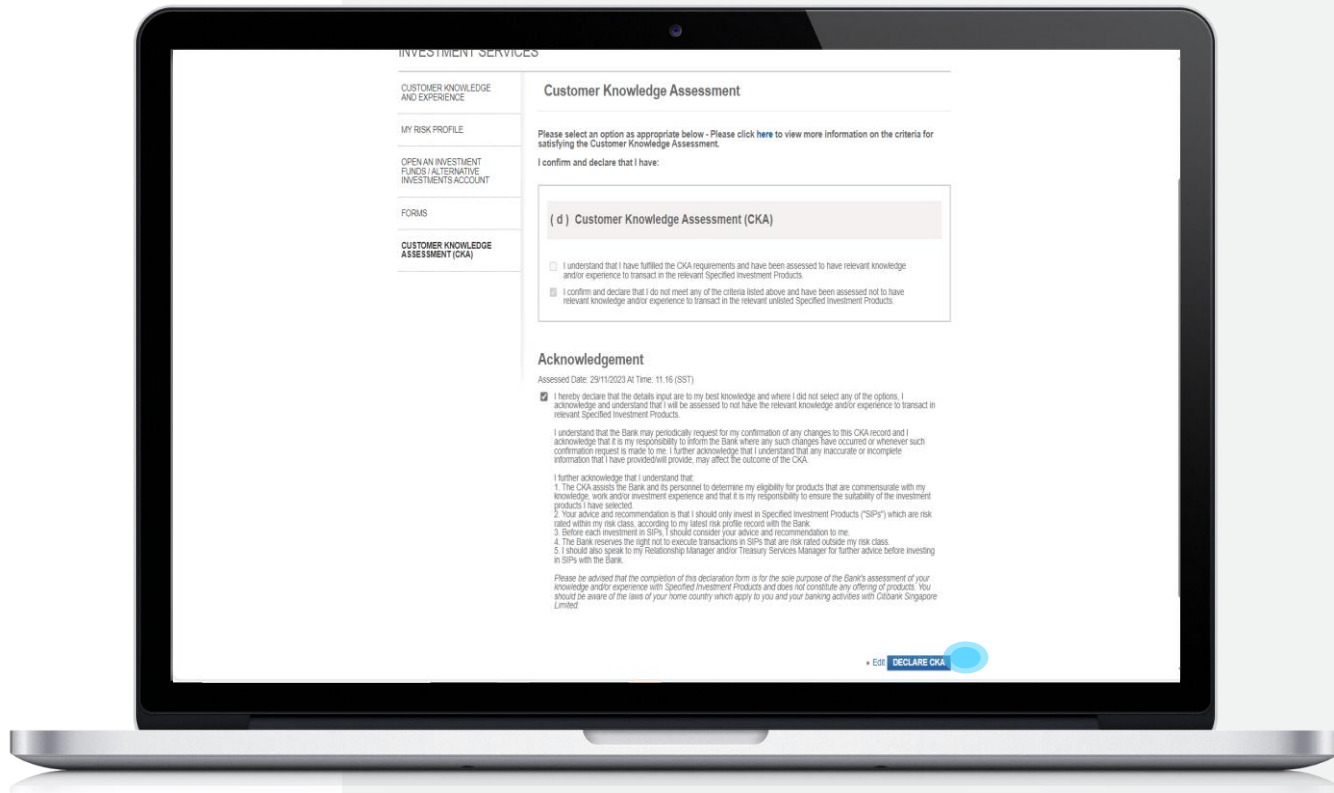 INVESTMENT SERVICES
CUSTOMER KNOWLEDGE
AND EXPERIENCE
MY RISK PROFILE
OPEN AN INVESTMENT
FUNDS / ALTERNATIVE
INVESTMENTS ACCOUNT
FORMS
CUSTOMER KNOWLEDGE
ASSESSMENT (CKA)
Customer Knowledge Assessment
Please select an option as appropriate below - Please click here to view more information on the criteria for
satisfying the Customer Knowledge Assessment.
I confirm and declare that I have:
( d ) Customer Knowledge Assessment (CKA)
I understand that I have fulfilled the CKA requirements and have been assessed to have relevant knowledge
and/or experience to transact in the relevant Specified Investment Products.
I confirm and declare that I do not meet any of the criteria listed above and have been assessed not to have
relevant knowledge and/or experience to transact in the relevant unlisted Specified Investment Products.
Acknowledgement
Assessed Date: 29/11/2023 At Time: 11.16 (SST)
I hereby declare that the details input are to my best knowledge and where I did not select any of the options, I
acknowledge and understand that I will be assessed to not have the relevant knowledge and/or experience to transact in
relevant Specified Investment Products.
I understand that the Bank may periodically request for my confirmation of any changes to this CKA record and I
acknowledge that it is my responsibility to inform the Bank where any such changes have occurred or whenever such
confirmation request is made to me. I further acknowledge that I understand that any inaccurate or incomplete
information that I have provided/will provide, may affect the outcome of the CKA.
I further acknowledge that I understand that:
1. The CKA assists the Bank and its personnel to determine my eligibility for products that are commensurate with my
knowledge, work and/or investment experience and that it is my responsibility to ensure the suitability of the investment
products I have selected.
2. Your advice and recommendation is that I should only invest in Specified Investment Products ("SIPs") which are risk
rated within my risk class, according to my latest risk profile record with the Bank.
3. Before each investment in SIPs, I should consider your advice and recommendation to me.
4. The Bank reserves the right not to execute transactions in SIPs that are risk rated outside my risk class.
5. I should also speak to my Relationship Manager and/or Treasury Services Manager for further advice before investing
in SIPs with the Bank.
Please be advised that the completion of this declaration form is for the sole purpose of the Bank's assessment of your
knowledge and/or experience with Specified Investment Products and does not constitute any offering of products. You
should be aware of the laws of your home country which apply to you and your banking activities with Citibank Singapore
Limited.
» Edit DECLARE CKA